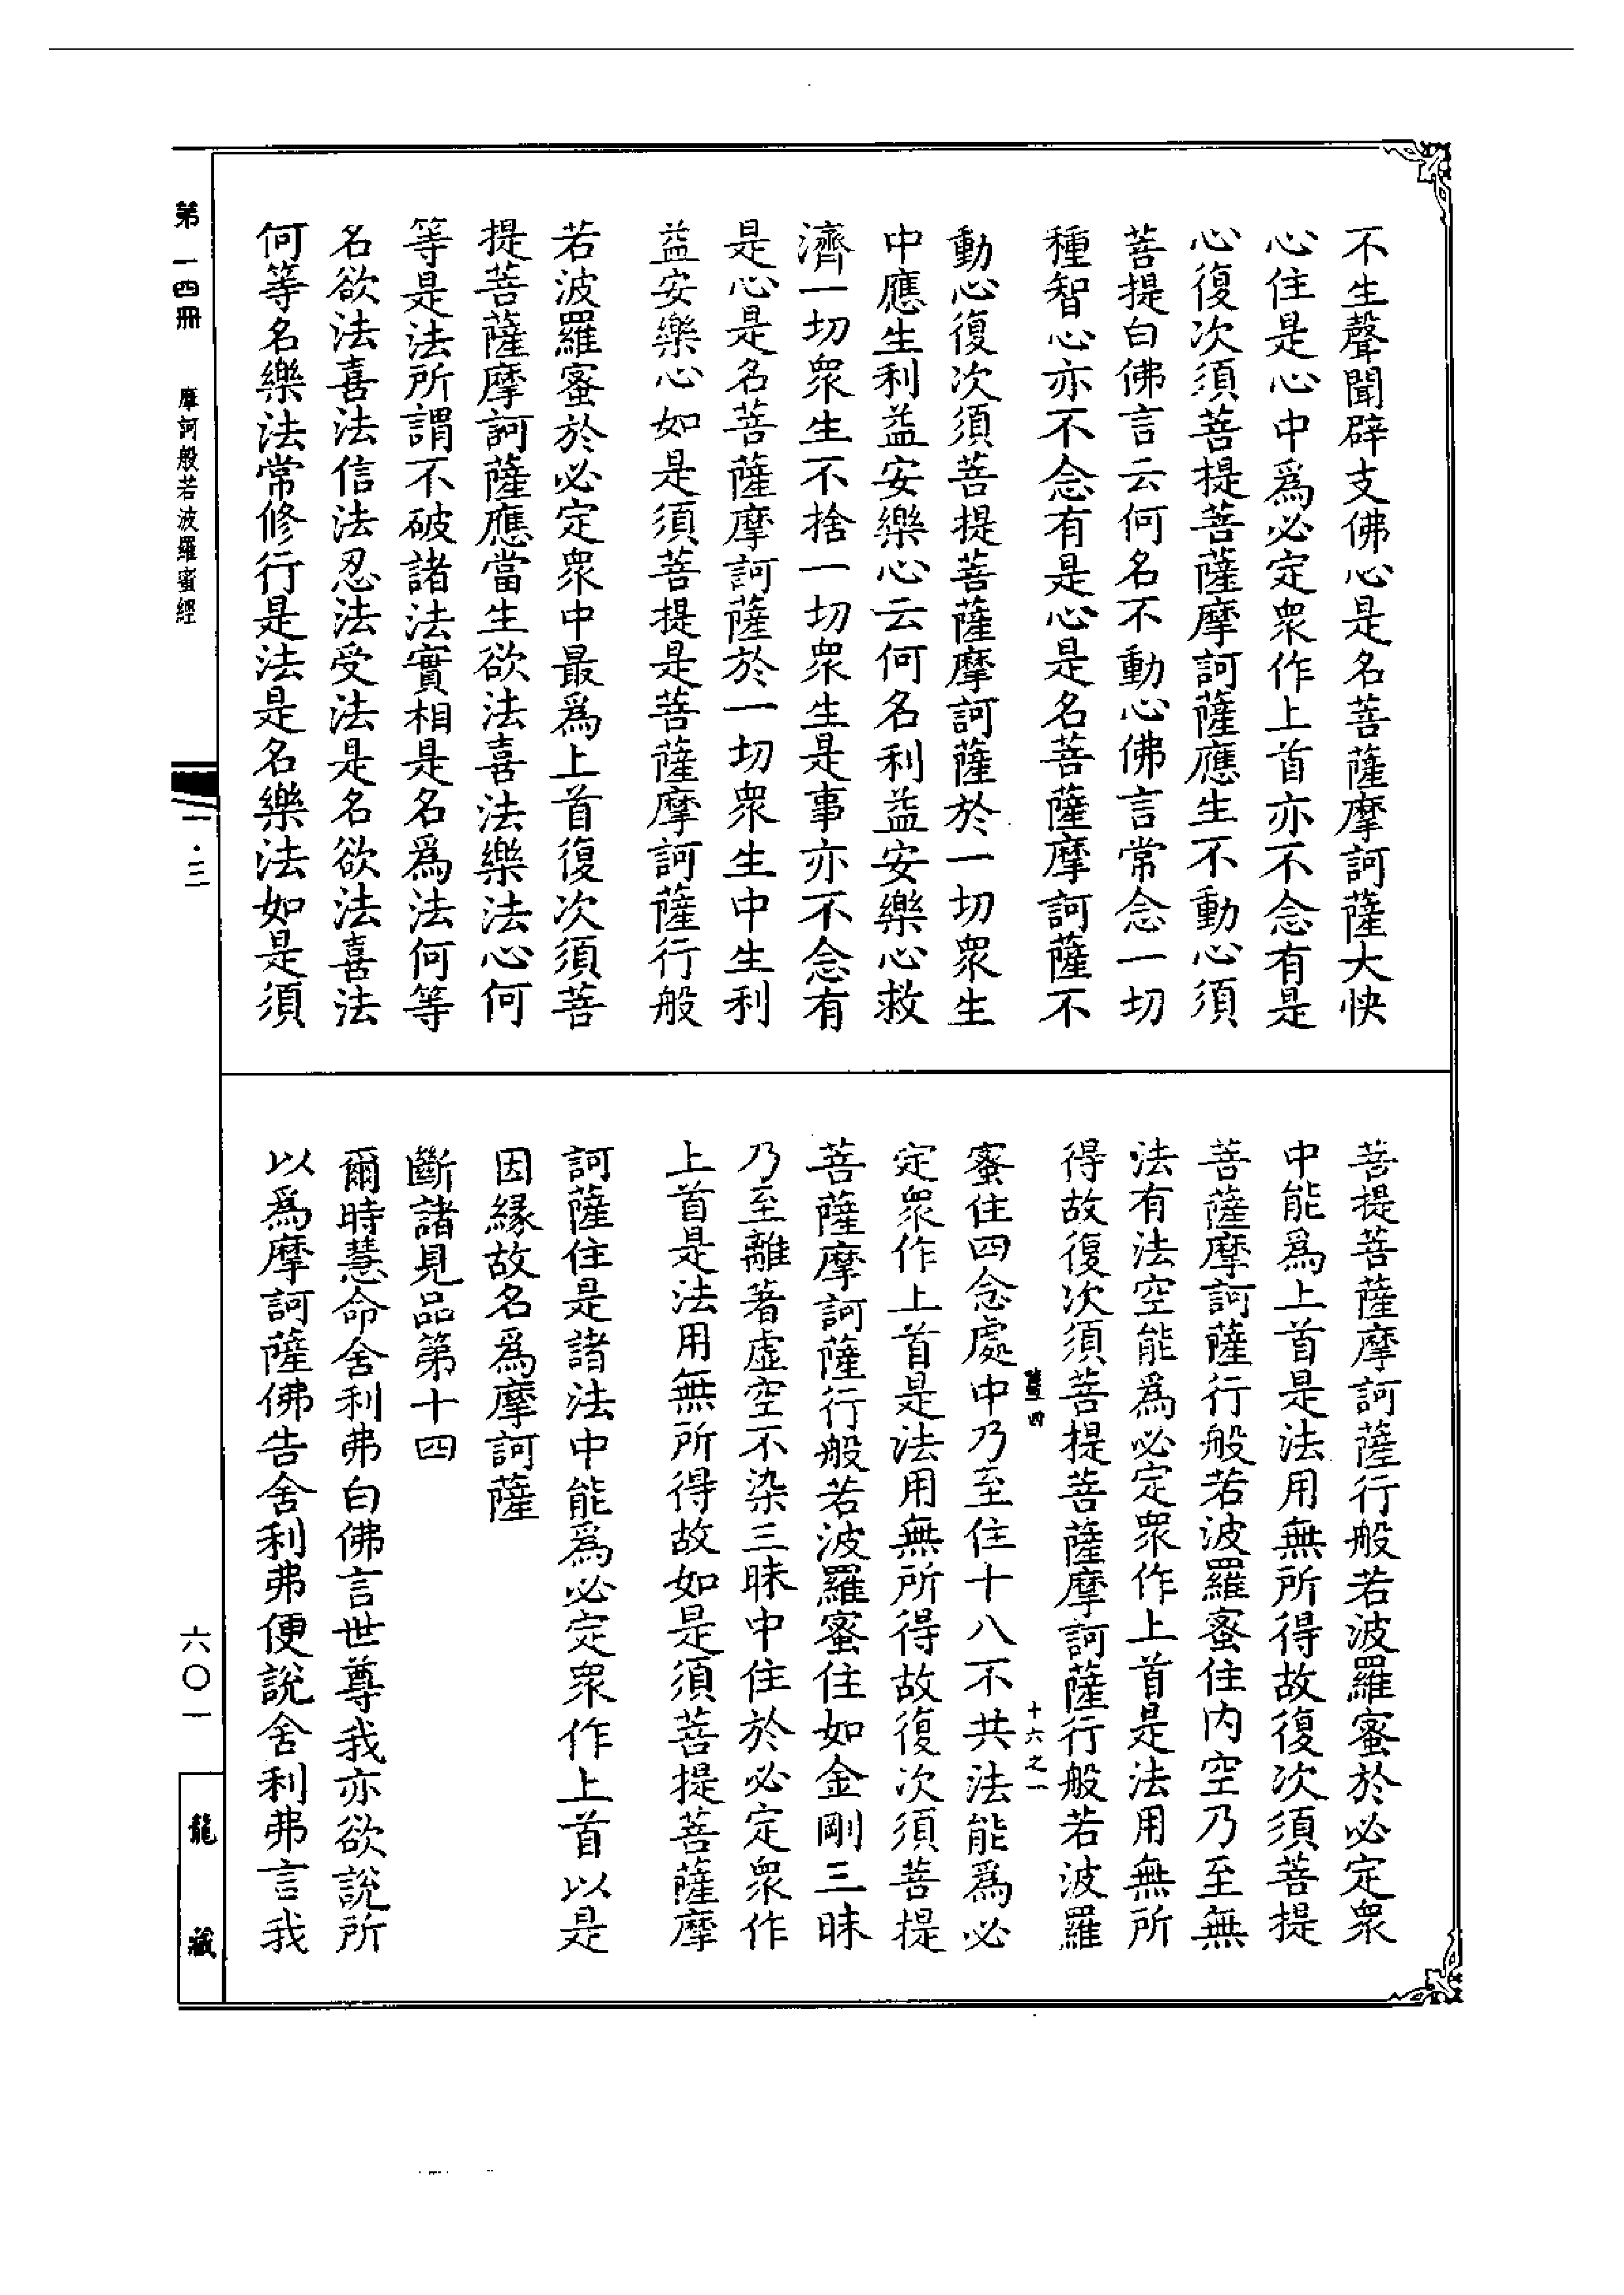 不生聲聞辟支佛心是名菩薩摩訶薩大快
心住是心中爲必定衆作上首亦不念有是
心復次須菩提菩薩摩訶薩應生不動心須
菩提白佛言云何名不動心佛言常念一切
種智心亦不念有是心是名菩薩摩訶薩不
動心復次須菩提菩薩摩訶薩於一切衆生
中應生利益安樂心云何名利益安樂心救
濟一切衆生不捨一切衆生是事亦不念有
是心是名菩薩摩訶薩於一切衆生中生利
益安樂心如是須菩提是菩薩摩訶薩行般
若波羅蜜於必定衆中最爲上首復次須菩
提菩薩摩訶薩應當生欲法喜法樂法心何
等是法所謂不破諸法實相是名爲法何等
名欲法喜法信法忍法受法是名欲法喜法
何等名樂法常修行是法是名樂法如是須
菩提菩薩摩訶薩行般若波羅蜜於必定衆
中能爲上首是法用無所得故復次須菩提
菩薩摩訶薩行般若波羅蜜住内空乃至無
法有法空能爲必定衆作上首是法用無所
得故復次須菩提菩薩摩訶薩行般若波羅
四 十六之一
蜜住四念處中乃至住十八不共法能爲必
定衆作上首是法用無所得故復次須菩提
菩薩摩訶薩行般若波羅蜜住如金剛三昧
乃至離著虛空不染三昧中住於必定衆作
上首是法用無所得故如是須菩提菩薩摩
訶薩住是諸法中能爲必定衆作上首以是
因緣故名爲摩訶薩
斷諸見品第十四
爾時慧命舍利弗白佛言世尊我亦欲說所
以爲摩訶薩佛告舍利弗便說舍利弗言我
第一四冊 摩訶般若波羅蜜經
一·三
六〇一
龍藏